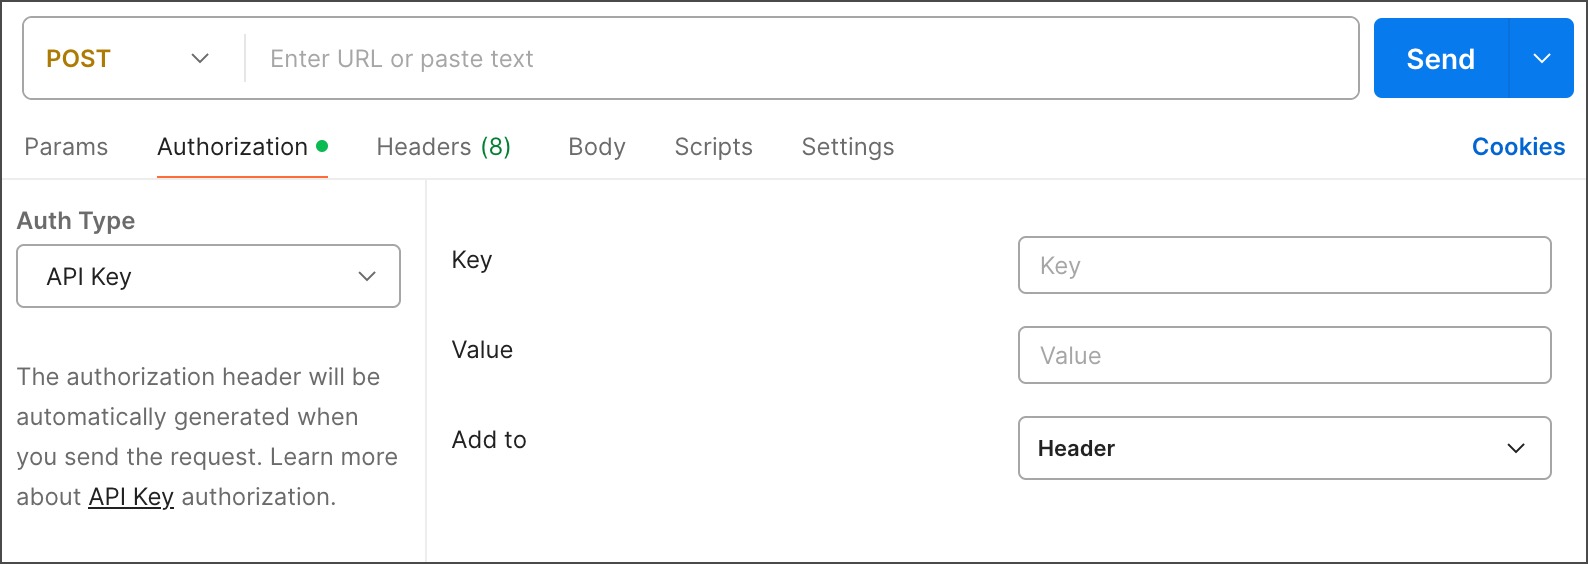 POST
Enter URL or paste text
Send
Params Authorization Headers (8) Body Scripts Settings Cookies
Auth Type
API Key
The authorization header will be
automatically generated when
you send the request. Learn more
about API Key authorization.
Key
Key
Value
Value
Add to
Header